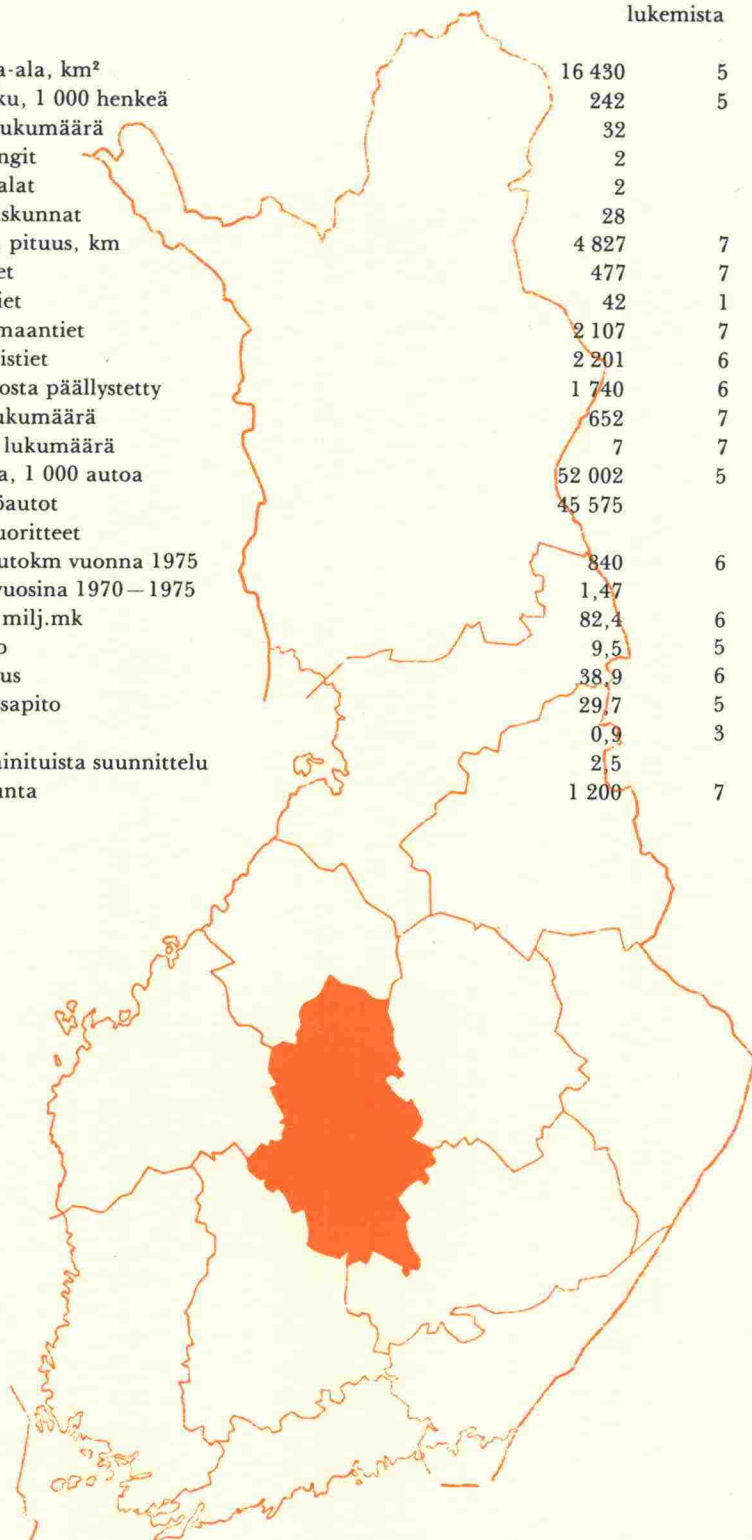 lukemista
a-ala, km² 16 430 5
ku, 1 000 henkeä 242 5
ukumäärä 32
ngit 2
alat 2
skunnat 28
pituus, km 4 827 7
et 477 7
iet 42 1
maantiet 2 107 7
istiet 2 201 6
osta päällystetty 1 740 6
ukumäärä 652 7
lukumäärä 7 7
a, 1 000 autoa 52 002 5
öautot 45 575
uoritteet
utokm vuonna 1975 840 6
vuosina 1970—1975 1,47
milj.mk 82,4 6
o 9,5 5
us 38,9 6
sapito 29,7 5
0,9 3
ainituista suunnittelu 2,5
unta 1 200 7